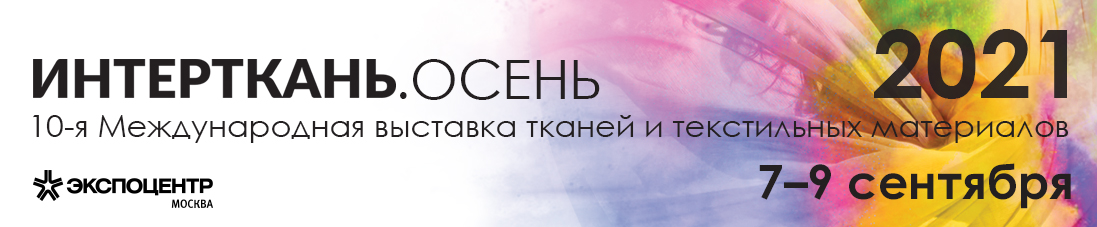 2021
ИНТЕРТКАНЬ.ОСЕНЬ
10-я Международная выставка тканей и текстильных материалов
7–9 сентября
ЭКСПОЦЕНТР
МОСКВА